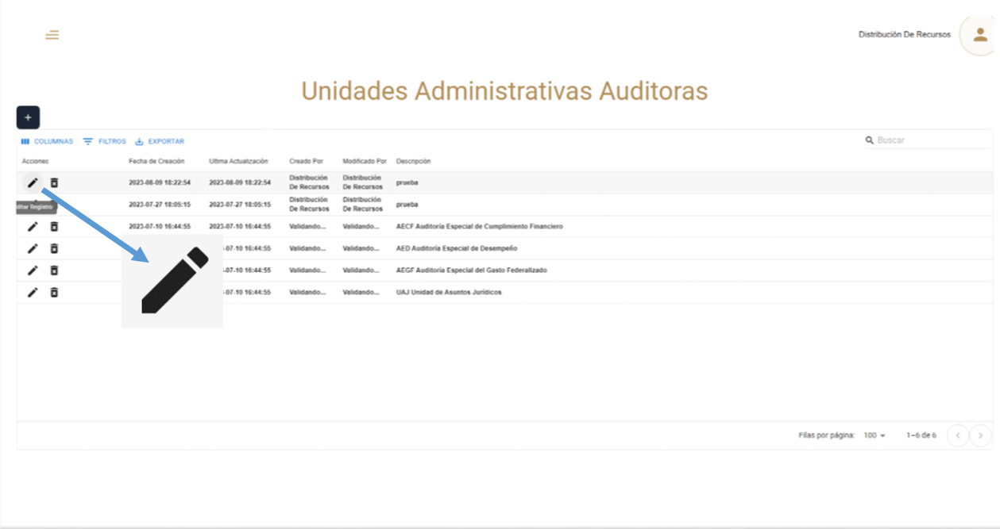 Distribución De Recursos
Unidades Administrativas Auditoras
+
COLUMNAS FILTROS EXPORTAR Buscar
Acciones Fecha de Creación Ultima Actualización Creado Por Modificado Por Descripción
2023-08-09 18:22:54 2023-08-09 18:22:54 Distribución De Recursos Distribución De Recursos prueba
ditar Registro 2023-07-27 18:05:15 2023-07-27 18:05:15 Distribución De Recursos Distribución De Recursos prueba
2023-07-10 16:44:55 2023-07-10 16:44:55 Validando... Validando... AECF Auditoría Especial de Cumplimiento Financiero
-07-10 16:44:55 Validando... Validando... AED Auditoría Especial de Desempeño
-07-10 16:44:55 Validando... Validando... AEGF Auditoría Especial del Gasto Federalizado
-07-10 16:44:55 Validando... Validando... UAJ Unidad de Asuntos Jurídicos
Filas por página: 100 1–6 de 6